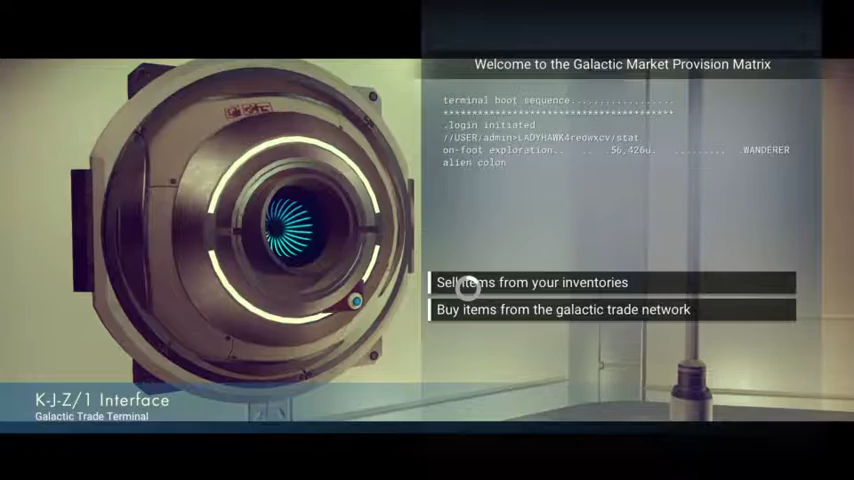 Welcome to the Galactic Market Provision Matrix
terminal boot sequence..................
****************************************
.login initiated
//USER/admin>LADYHAWK4reowxcv/stat
on-foot exploration.. .. .56,426u. ......... .WANDERER
alien colon
Sell items from your inventories
Buy items from the galactic trade network
K-J-Z/1 Interface
Galactic Trade Terminal